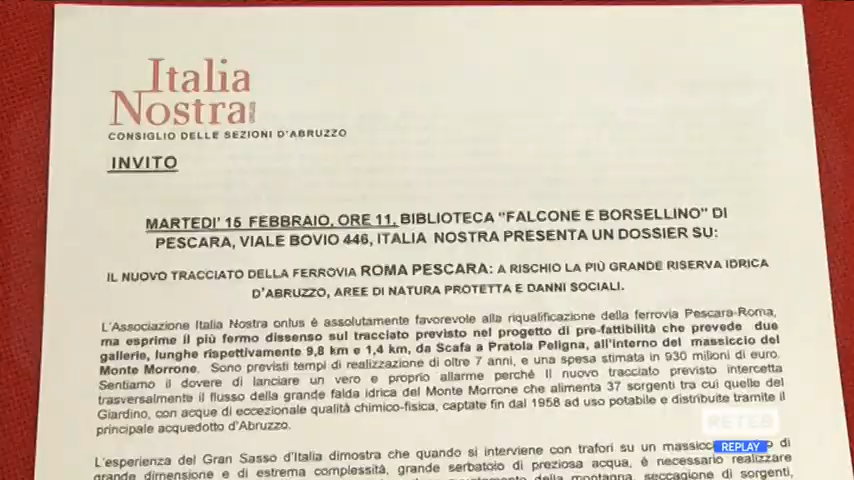 Italia
Nostra
CONSIGLIO DELLE SEZIONI D'ABRUZZO
INVITO
MARTEDI' 15 FEBBRAIO, ORE 11, BIBLIOTECA "FALCONE E BORSELLINO" DI
PESCARA, VIALE BOVIO 446, ITALIA NOSTRA PRESENTA UN DOSSIER SU:
IL NUOVO TRACCIATO DELLA FERROVIA ROMA PESCARA: A RISCHIO LA PIÙ GRANDE RISERVA IDRICA
D'ABRUZZO, AREE DI NATURA PROTETTA E DANNI SOCIALI.
L'Associazione Italia Nostra onlus è assolutamente favorevole alla riqualificazione della ferrovia Pescara-Roma,
ma esprime il più fermo dissenso sul tracciato previsto nel progetto di pre-fattibilità che prevede due
gallerie, lunghe rispettivamente 9,8 km e 1,4 km, da Scafa a Pratola Peligna, all'interno del massiccio del
Monte Morrone. Sono previsti tempi di realizzazione di oltre 7 anni, e una spesa stimata in 930 milioni di euro.
Sentiamo il dovere di lanciare un vero e proprio allarme perché Il nuovo tracciato previsto intercetta
trasversalmente il flusso della grande falda idrica del Monte Morrone che alimenta 37 sorgenti tra cui quelle del
Giardino, con acque di eccezionale qualità chimico-fisica, captate fin dal 1958 ad uso potabile e distribuite tramite il
principale acquedotto d'Abruzzo.
RETE8
REPLAY
L'esperienza del Gran Sasso d'Italia dimostra che quando si interviene con trafori su un di
grande dimensione e di estrema complessità, grande serbatoio di preziosa acqua, è necessario realizzare
montagna, seccagione di sorgenti,